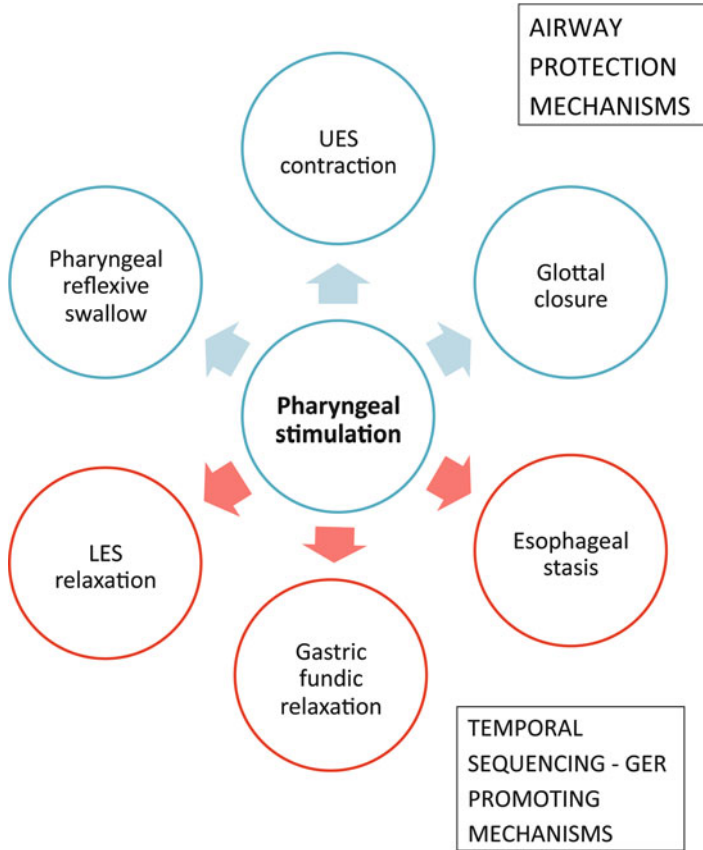 AIRWAY
PROTECTION
MECHANISMS
UES
contraction
Pharyngeal
reflexive
swallow
Glottal
closure
Pharyngeal
stimulation
LES
relaxation
Esophageal
stasis
Gastric
fundic
relaxation
TEMPORAL
SEQUENCING - GER
PROMOTING
MECHANISMS